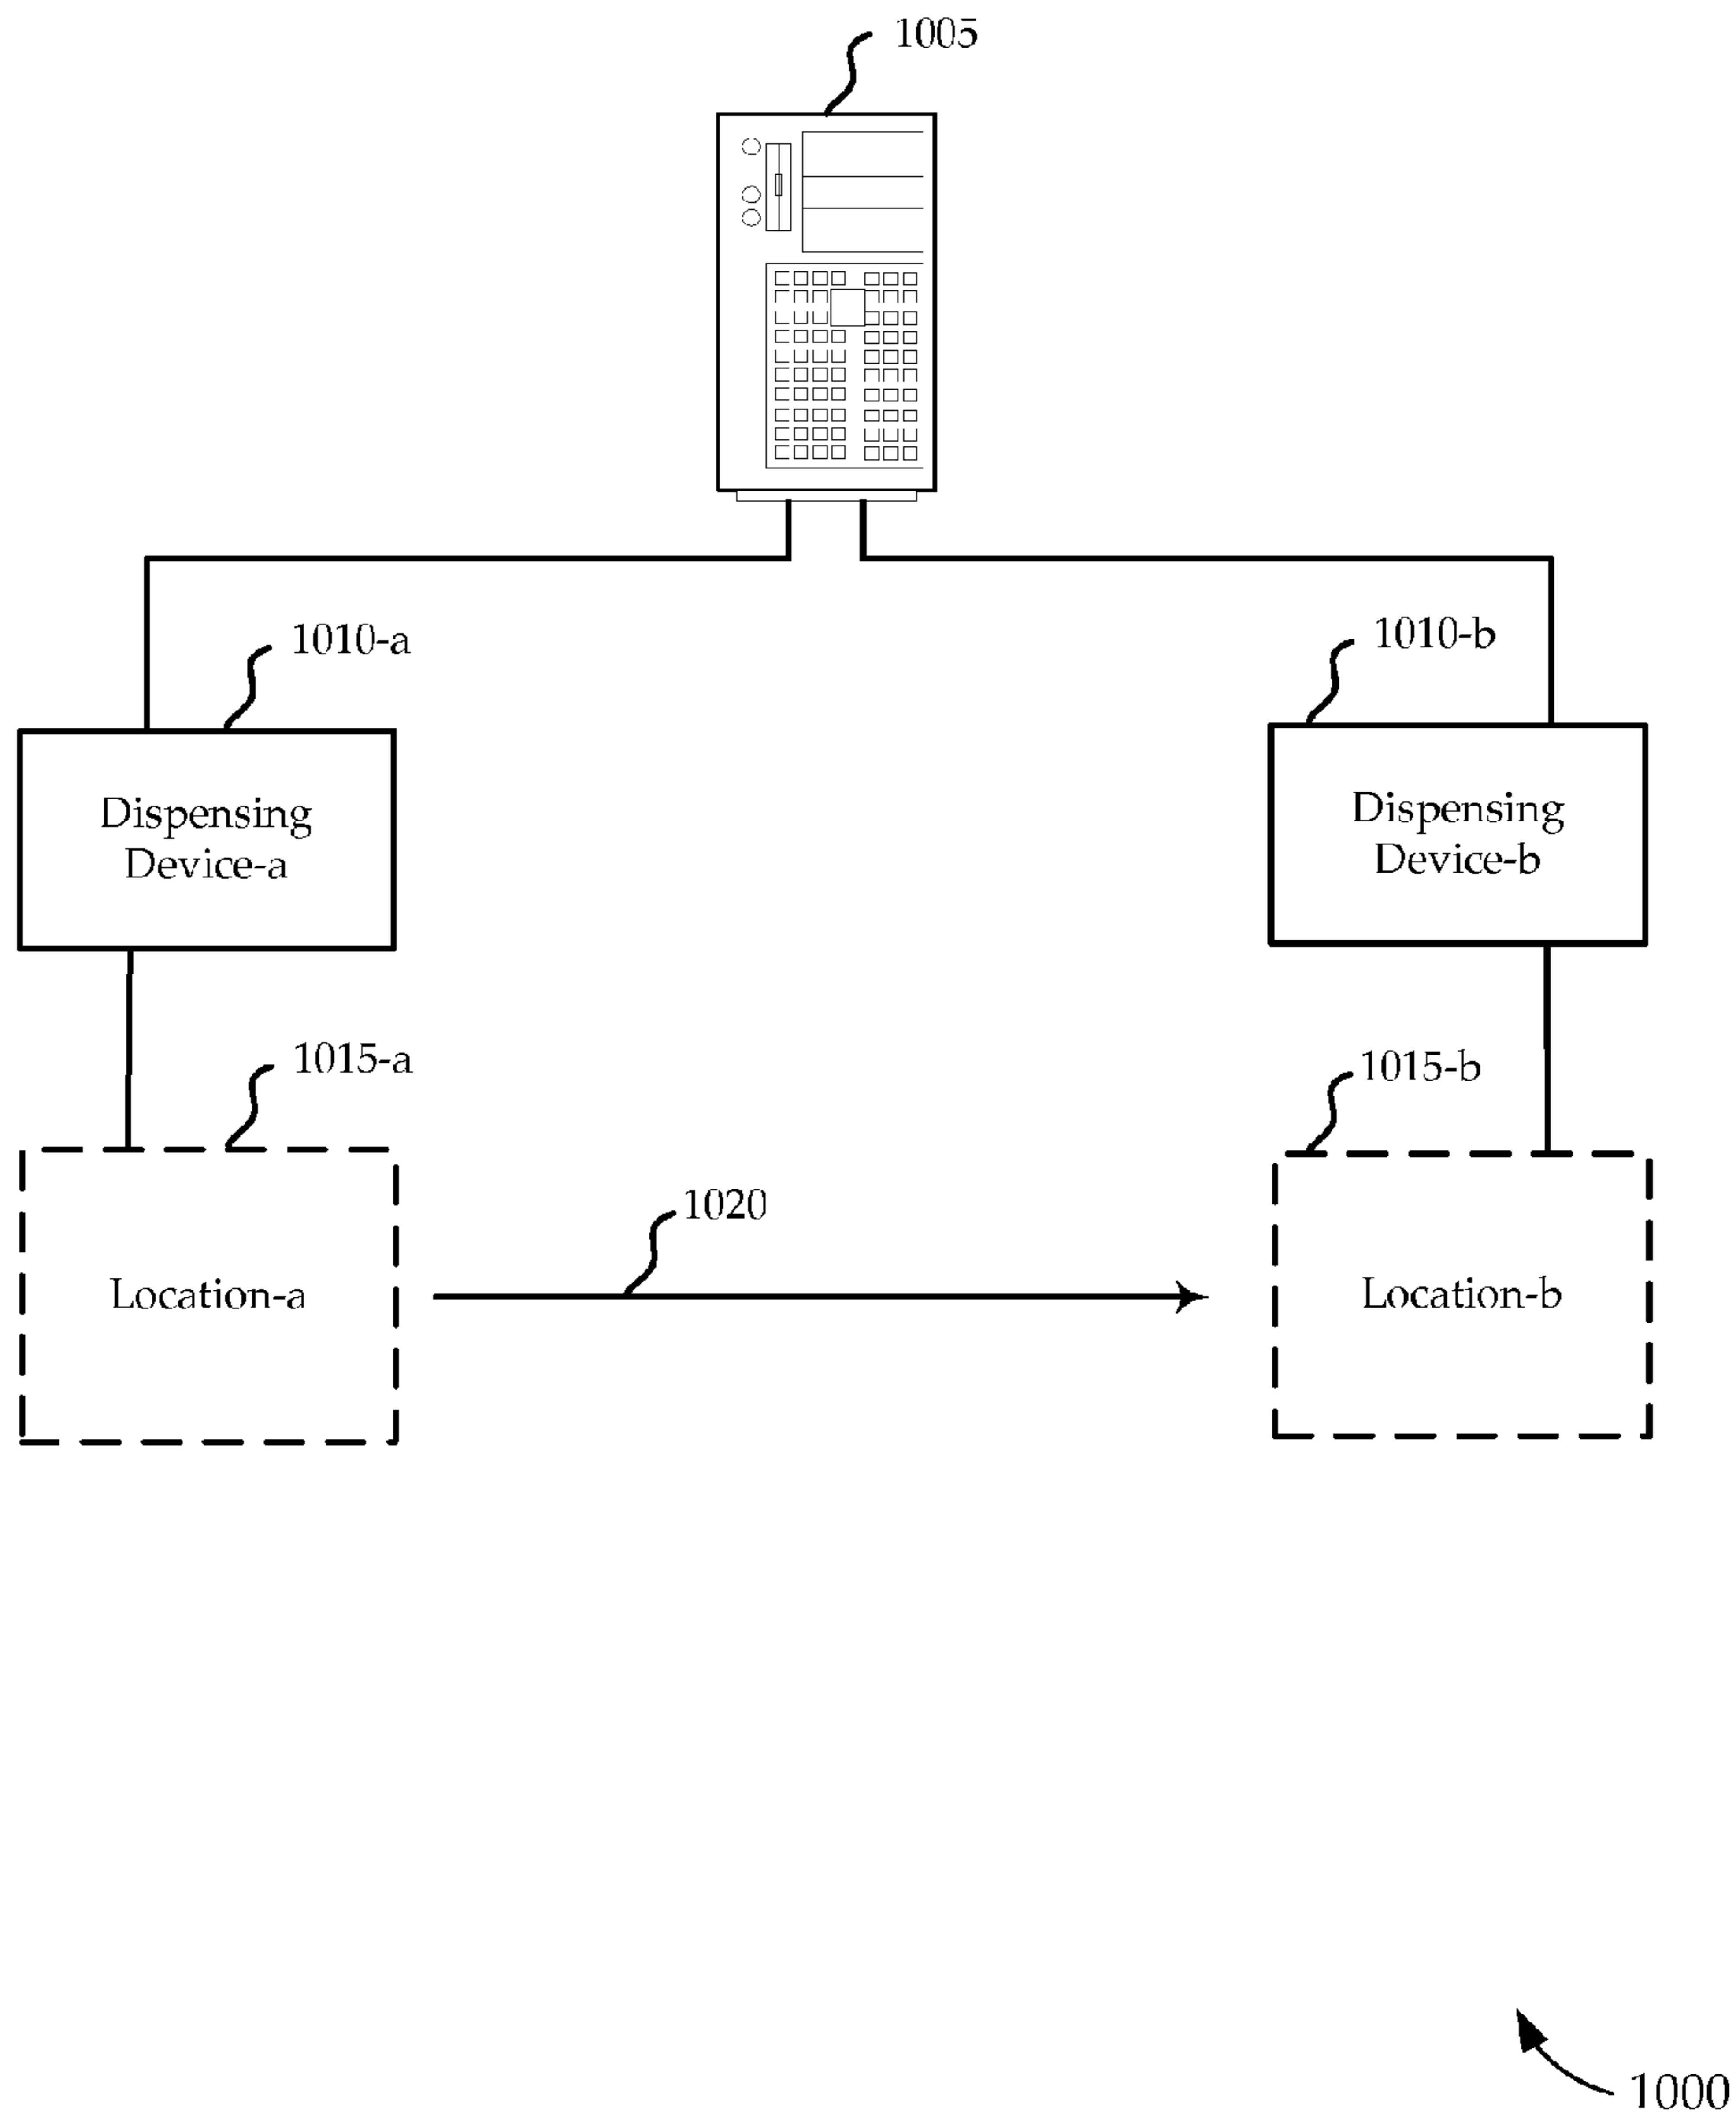 1005
1010-a
1010-b
Dispensing
Device-a
Dispensing
Device-b
1015-a
1015-b
1020
Location-a
Location-b
1000